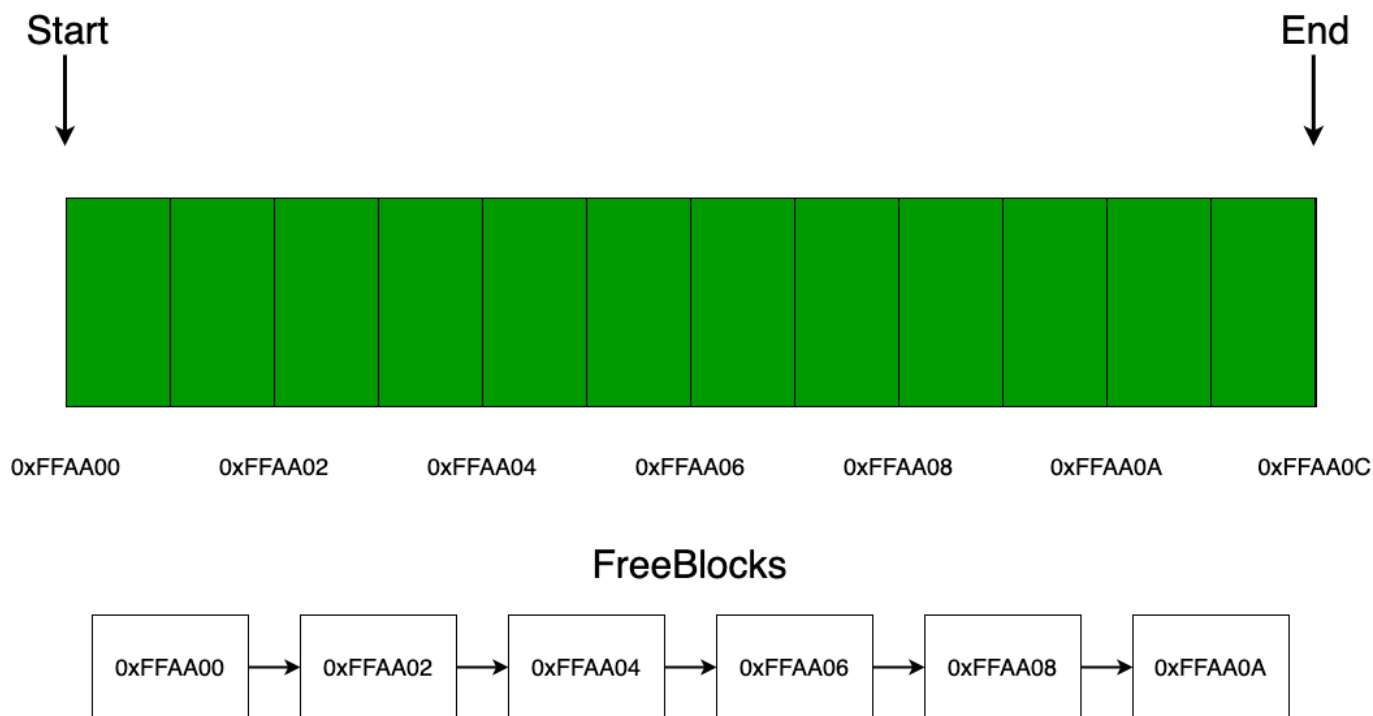 Start End
0xFFAA00 0xFFAA02 0xFFAA04 0xFFAA06 0xFFAA08 0xFFAA0A 0xFFAA0C
FreeBlocks
0xFFAA00 0xFFAA02 0xFFAA04 0xFFAA06 0xFFAA08 0xFFAA0A